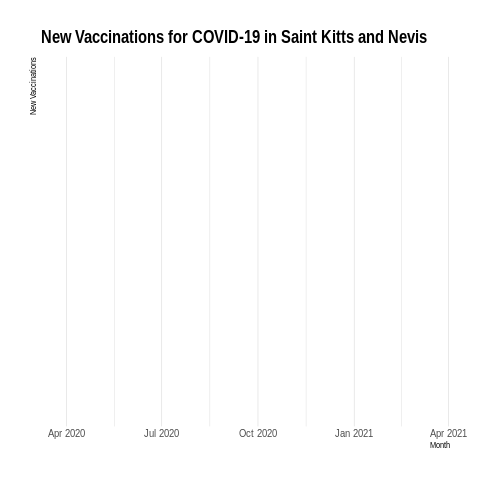 New Vaccinations for COVID-19 in Saint Kitts and Nevis
New Vaccinations
Apr 2020 Jul 2020 Oct 2020 Jan 2021 Apr 2021
Month